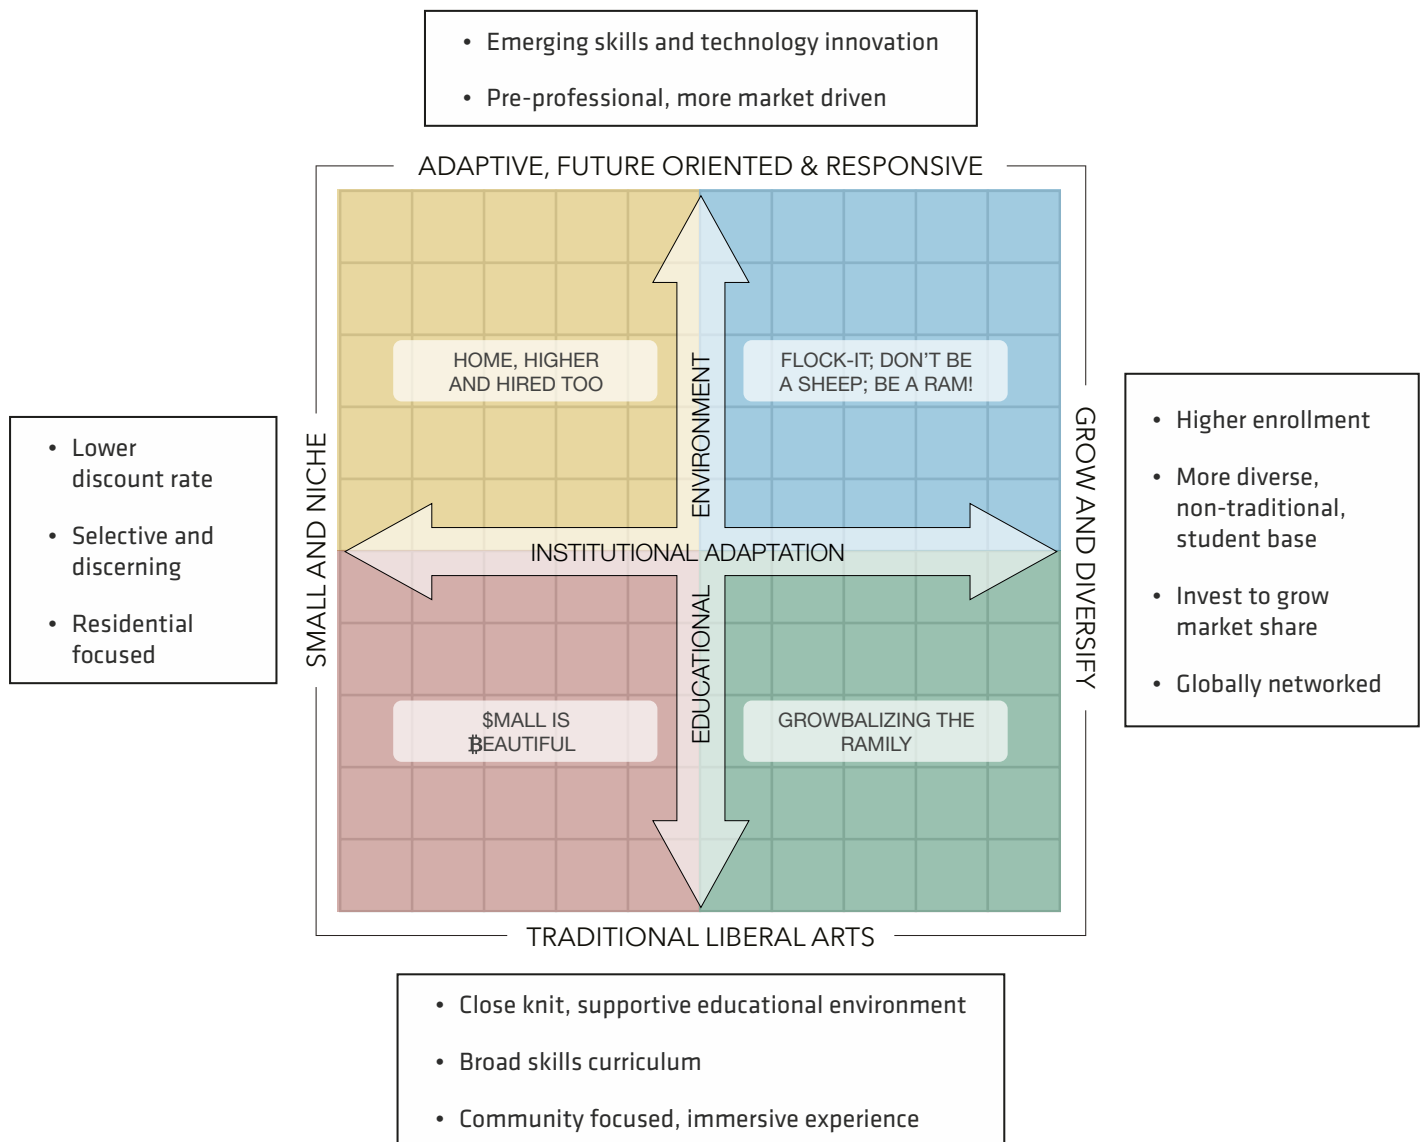 • Emerging skills and technology innovation
• Pre-professional, more market driven
ADAPTIVE, FUTURE ORIENTED & RESPONSIVE
HOME, HIGHER
AND HIRED TOO
FLOCK-IT; DON'T BE
A SHEEP; BE A RAM!
SMALL AND NICHE
• Lower
discount rate
• Selective and
discerning
• Residential
focused
EDUCATIONAL ENVIRONMENT
INSTITUTIONAL ADAPTATION
GROW AND DIVERSIFY
• Higher enrollment
• More diverse,
non-traditional,
student base
• Invest to grow
market share
• Globally networked
$MALL IS
₿EAUTIFUL
GROWBALIZING THE
RAMILY
TRADITIONAL LIBERAL ARTS
• Close knit, supportive educational environment
• Broad skills curriculum
• Community focused, immersive experience